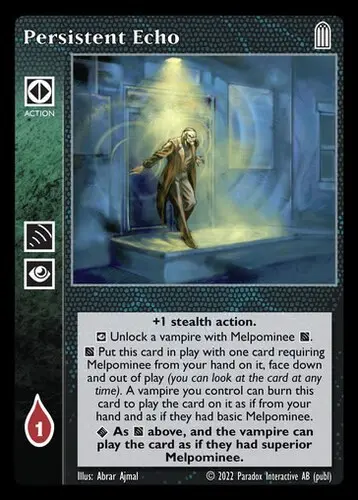 Persistent Echo
ACTION
+1 stealth action.
Unlock a vampire with Melpominee .
Put this card in play with one card requiring
Melpominee from your hand on it, face down
and out of play (you can look at the card at any
time). A vampire you control can burn this
card to play the card on it as if from your
hand and as if they had basic Melpominee.
As above, and the vampire can
play the card as if they had superior
Melpominee.
1
Illus: Abrar Ajmal © 2022 Paradox Interactive AB (publ)